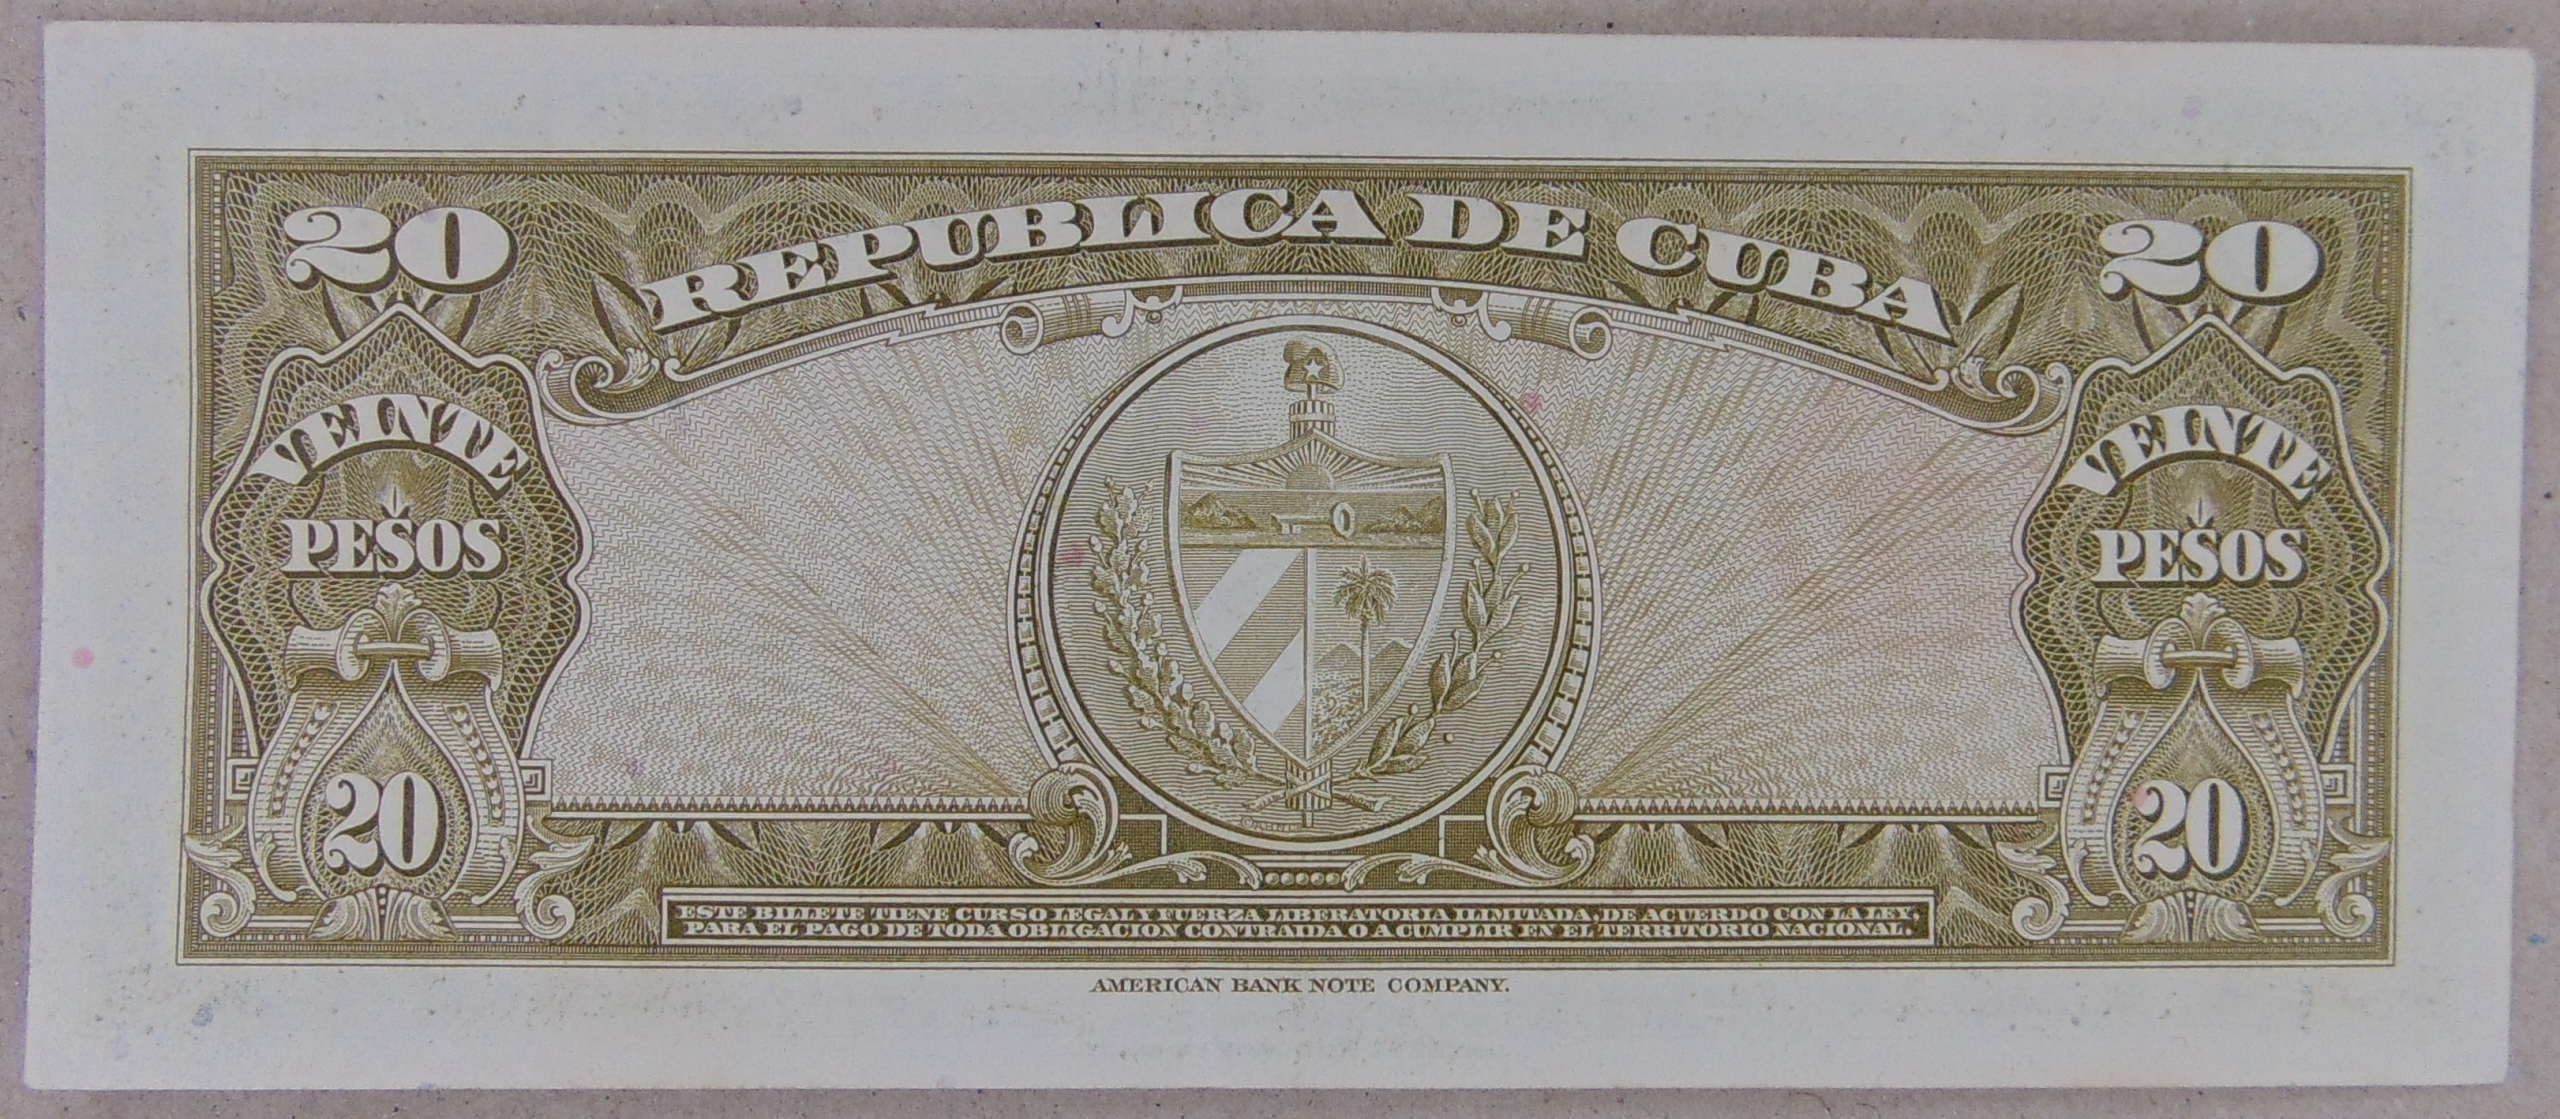 20 REPUBLICA DE CUBA 20
VEINTE
PESOS
20
VEINTE
PESOS
20
ESTE BILLETE TIENE CURSO LEGAL Y FUERZA LIBERATORIA ILIMITADA, DE ACUERDO CON LA LEY,
PARA EL PAGO DE TODA OBLIGACION CONTRAIDA O A CUMPLIR EN EL TERRITORIO NACIONAL.
AMERICAN BANK NOTE COMPANY.